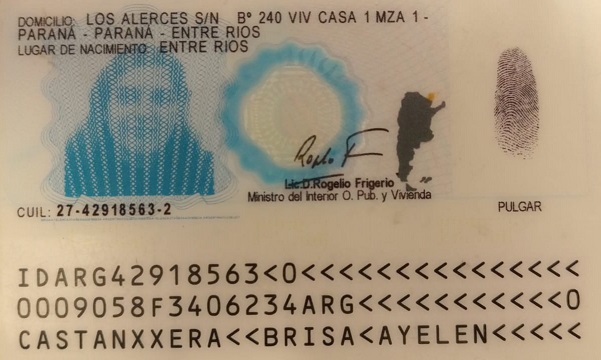 DOMICILIO: LOS ALERCES S/N Bº 240 VIV CASA 1 MZA 1 -
PARANÁ - PARANÁ - ENTRE RIOS
LUGAR DE NACIMIENTO: ENTRE RIOS
Lic.D.Rogelio Frigerio
Ministro del Interior O. Pub. y Vivienda
CUIL: 27-42918563-2
PULGAR
IDARG42918563<0<<<<<<<<<<<<<<<
0009058F3406234ARG<<<<<<<<<<<0
CASTANXXERA<<BRISA<AYELEN<<<<<